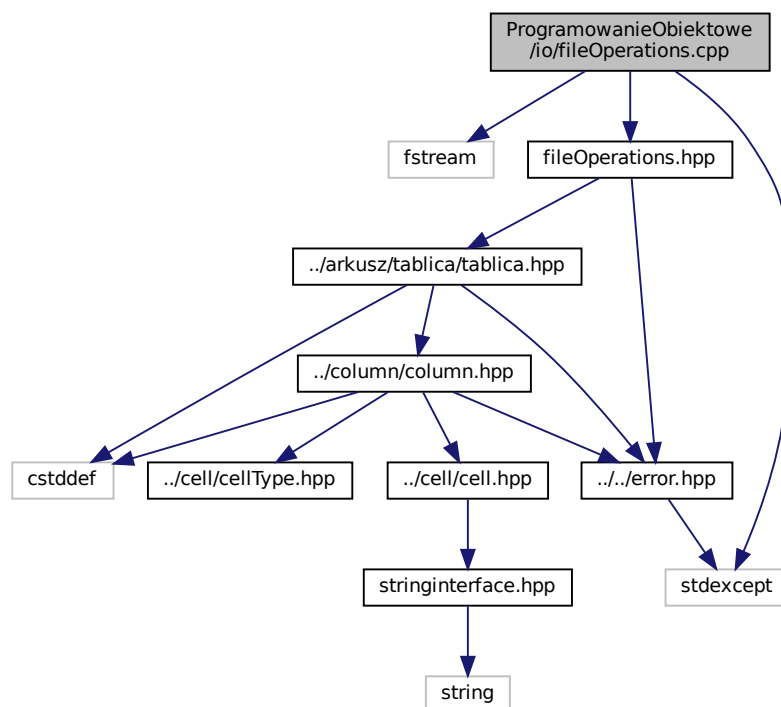 ProgramowanieObiektowe
/io/fileOperations.cpp
fstream
fileOperations.hpp
../arkusz/tablica/tablica.hpp
../column/column.hpp
cstddef
../cell/cellType.hpp
../cell/cell.hpp
../../error.hpp
stringinterface.hpp
stdexcept
string